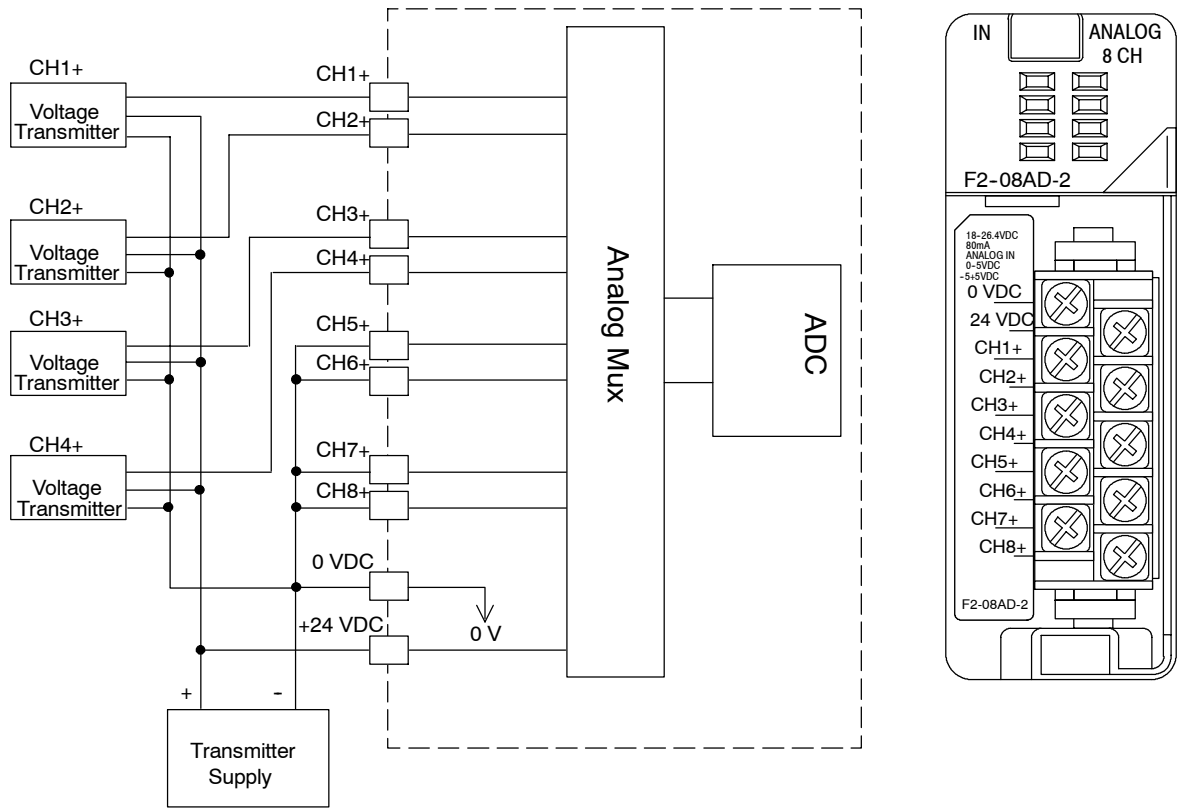 CH1+
Voltage
Transmitter
CH2+
Voltage
Transmitter
CH3+
Voltage
Transmitter
CH4+
Voltage
Transmitter
CH1+
CH2+
CH3+
CH4+
CH5+
CH6+
CH7+
CH8+
0 VDC
+24 VDC
0 V
+ -
Transmitter
Supply
Analog Mux
ADC
IN
ANALOG
8 CH
F2-08AD-2
18-26.4VDC
80mA
ANALOG IN
0-5VDC
-5+5VDC
0 VDC
24 VDC
CH1+
CH2+
CH3+
CH4+
CH5+
CH6+
CH7+
CH8+
F2-08AD-2